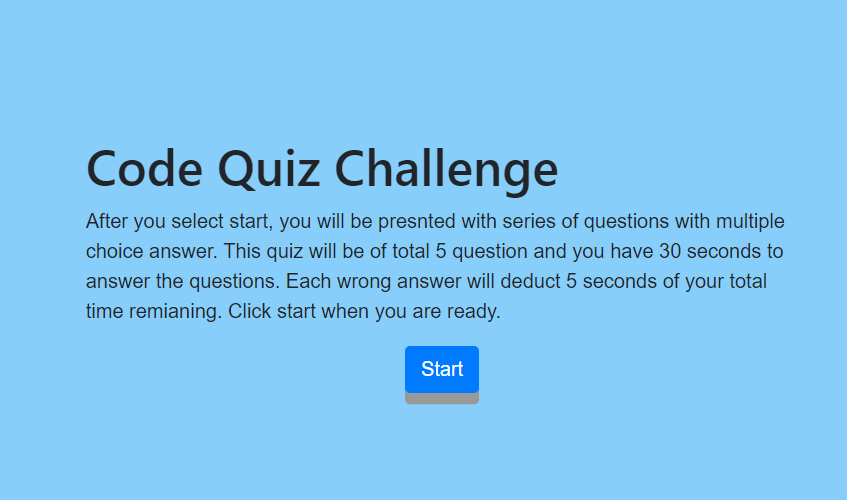 Code Quiz Challenge
After you select start, you will be presnted with series of questions with multiple
choice answer. This quiz will be of total 5 question and you have 30 seconds to
answer the questions. Each wrong answer will deduct 5 seconds of your total
time remianing. Click start when you are ready.
Start